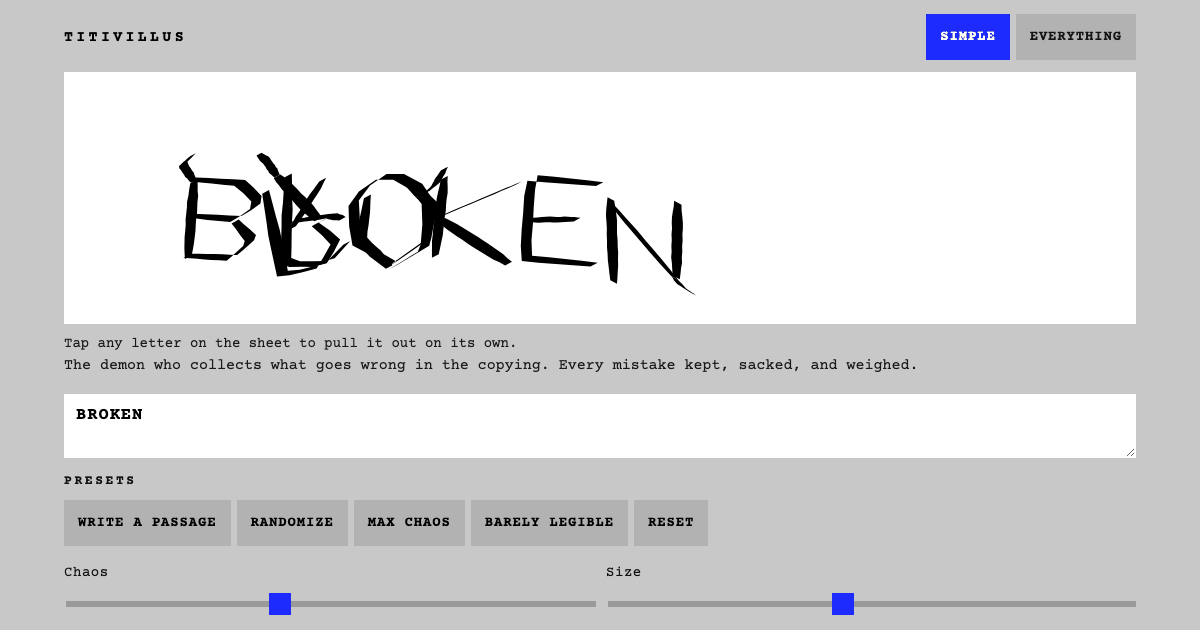 TITIVILLUS
SIMPLE
EVERYTHING
BROKEN
Tap any letter on the sheet to pull it out on its own.
The demon who collects what goes wrong in the copying. Every mistake kept, sacked, and weighed.
BROKEN
PRESETS
WRITE A PASSAGE
RANDOMIZE
MAX CHAOS
BARELY LEGIBLE
RESET
Chaos
Size